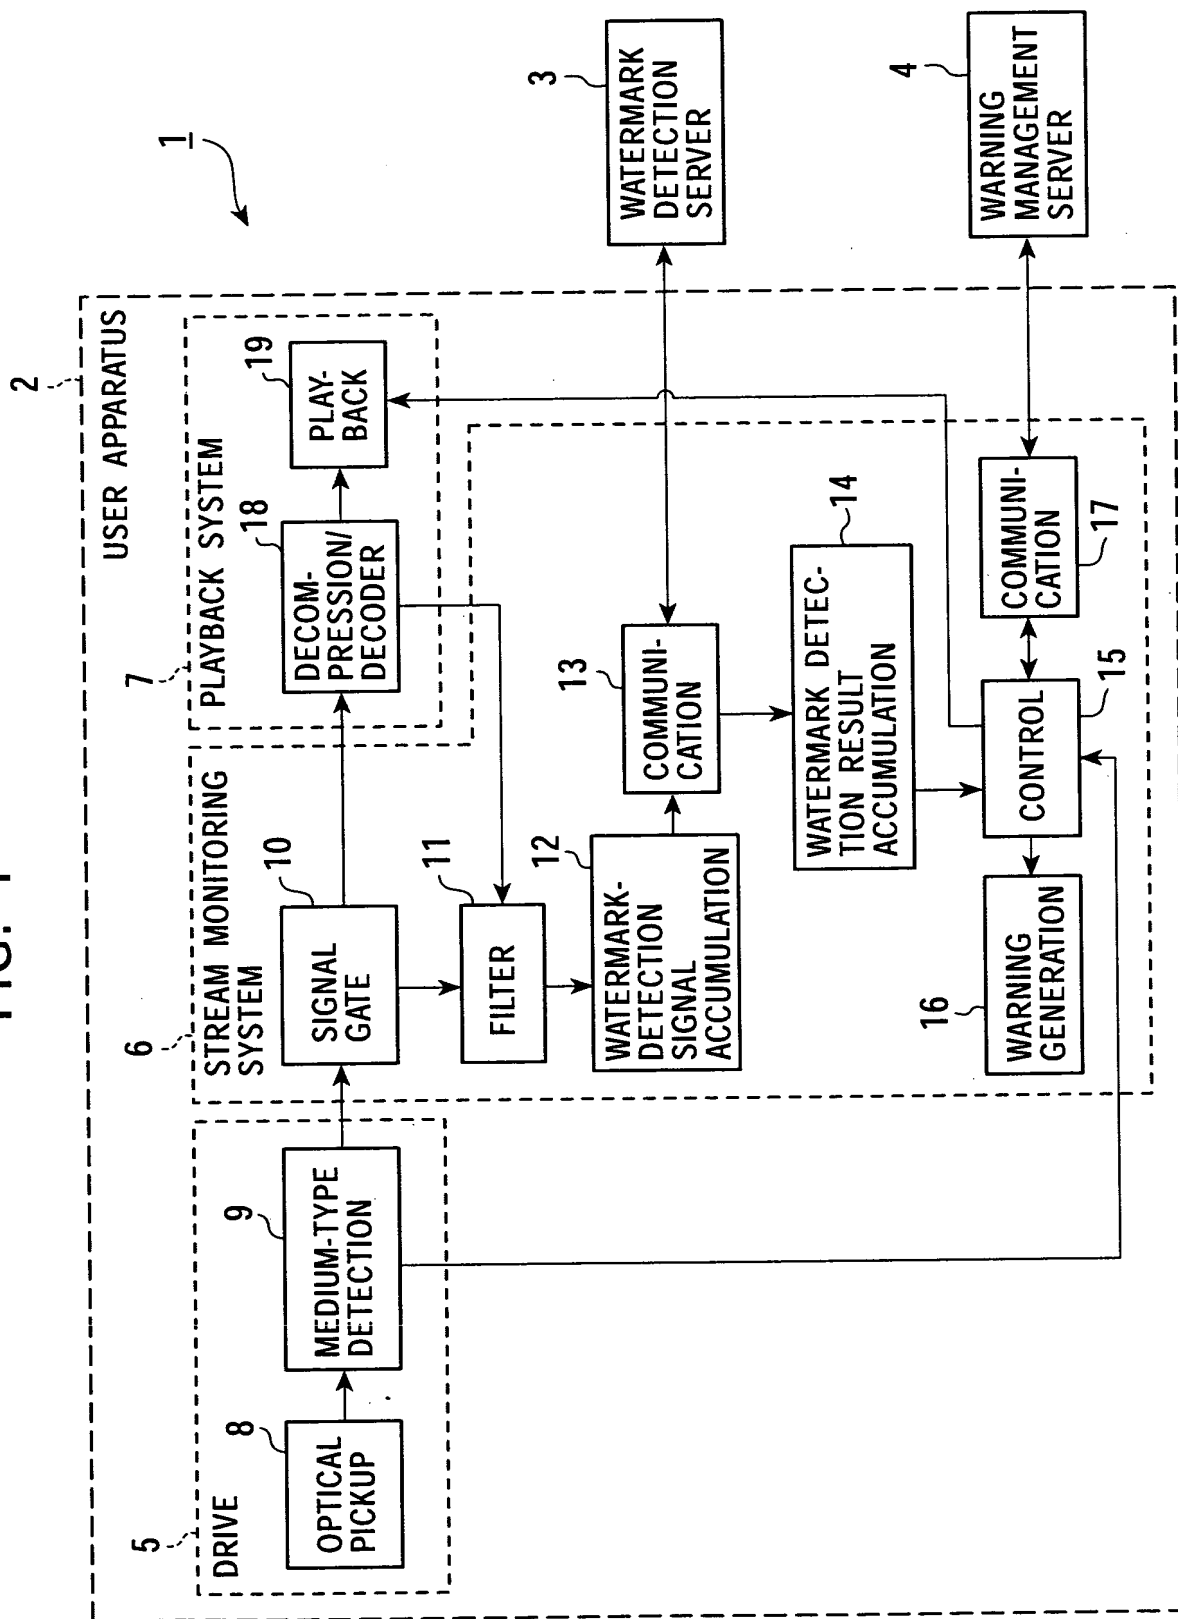 FIG. 1
1
2
USER APPARATUS
5
DRIVE
8
OPTICAL
PICKUP
9
MEDIUM-TYPE
DETECTION
6
STREAM MONITORING
SYSTEM
10
SIGNAL
GATE
11
FILTER
12
WATERMARK-
DETECTION
SIGNAL
ACCUMULATION
13
COMMUNI-
CATION
14
WATERMARK DETEC-
TION RESULT
ACCUMULATION
15
CONTROL
16
WARNING
GENERATION
17
COMMUNI-
CATION
7
PLAYBACK SYSTEM
18
DECOM-
PRESSION/
DECODER
19
PLAY-
BACK
3
WATERMARK
DETECTION
SERVER
4
WARNING
MANAGEMENT
SERVER